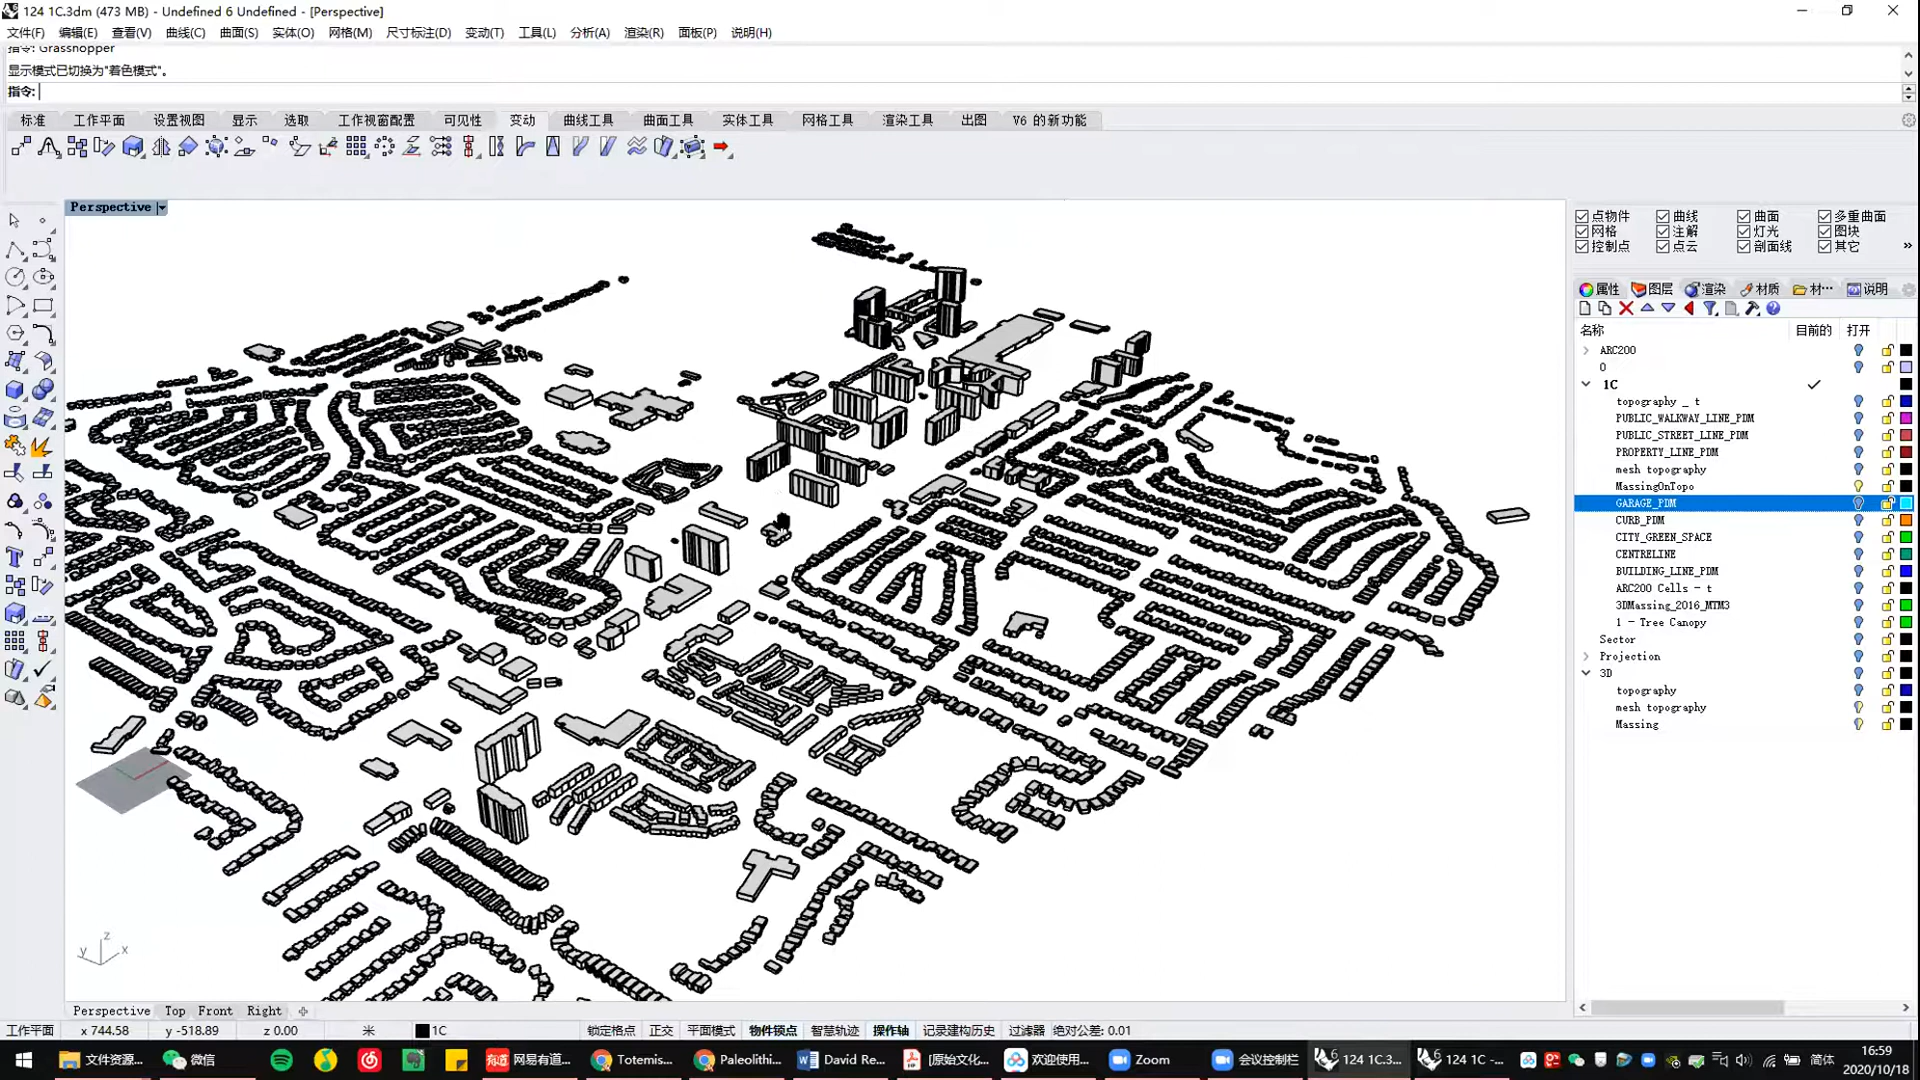 124 1C.3dm (473 MB) - Undefined 6 Undefined - [Perspective]
文件(F) 编辑(E) 查看(V) 曲线(C) 曲面(S) 实体(O) 网格(M) 尺寸标注(D) 变动(T) 工具(L) 分析(A) 渲染(R) 面板(P) 说明(H)
指令: Grasshopper
显示模式已切换为"着色模式"。
指令:
标准 工作平面 设置视图 显示 选取 工作视窗配置 可见性 变动 曲线工具 曲面工具 实体工具 网格工具 渲染工具 出图 V6 的新功能
Perspective
点物件 曲线 曲面 多重曲面
网格 注解 灯光 图块
控制点 点云 剖面线 其它 »
属性 图层 渲染 材质 材··· 说明
名称 目前的 打开
ARC200
0
1C
topography _ t
PUBLIC_WALKWAY_LINE_PDM
PUBLIC_STREET_LINE_PDM
PROPERTY_LINE_PDM
mesh topography
MassingOnTopo
GARAGE_PDM
CURB_PDM
CITY_GREEN_SPACE
CENTRELINE
BUILDING_LINE_PDM
ARC200 Cells - t
3DMassing_2016_MTM3
1 - Tree Canopy
Sector
Projection
3D
topography
mesh topography
Massing
z
y x
Perspective Top Front Right
工作平面 x 744.58 y -518.89 z 0.00 米 1C 锁定格点 正交 平面模式 物件锁点 智慧轨迹 操作轴 记录建构历史 过滤器 绝对公差: 0.01
文件资源... 微信 有道 网易有道... Totemis... Paleolithi... David Re... [原始文化... 欢迎使用... Zoom 会议控制栏 124 1C.3... 124 1C -... 简体 16:59
2020/10/18